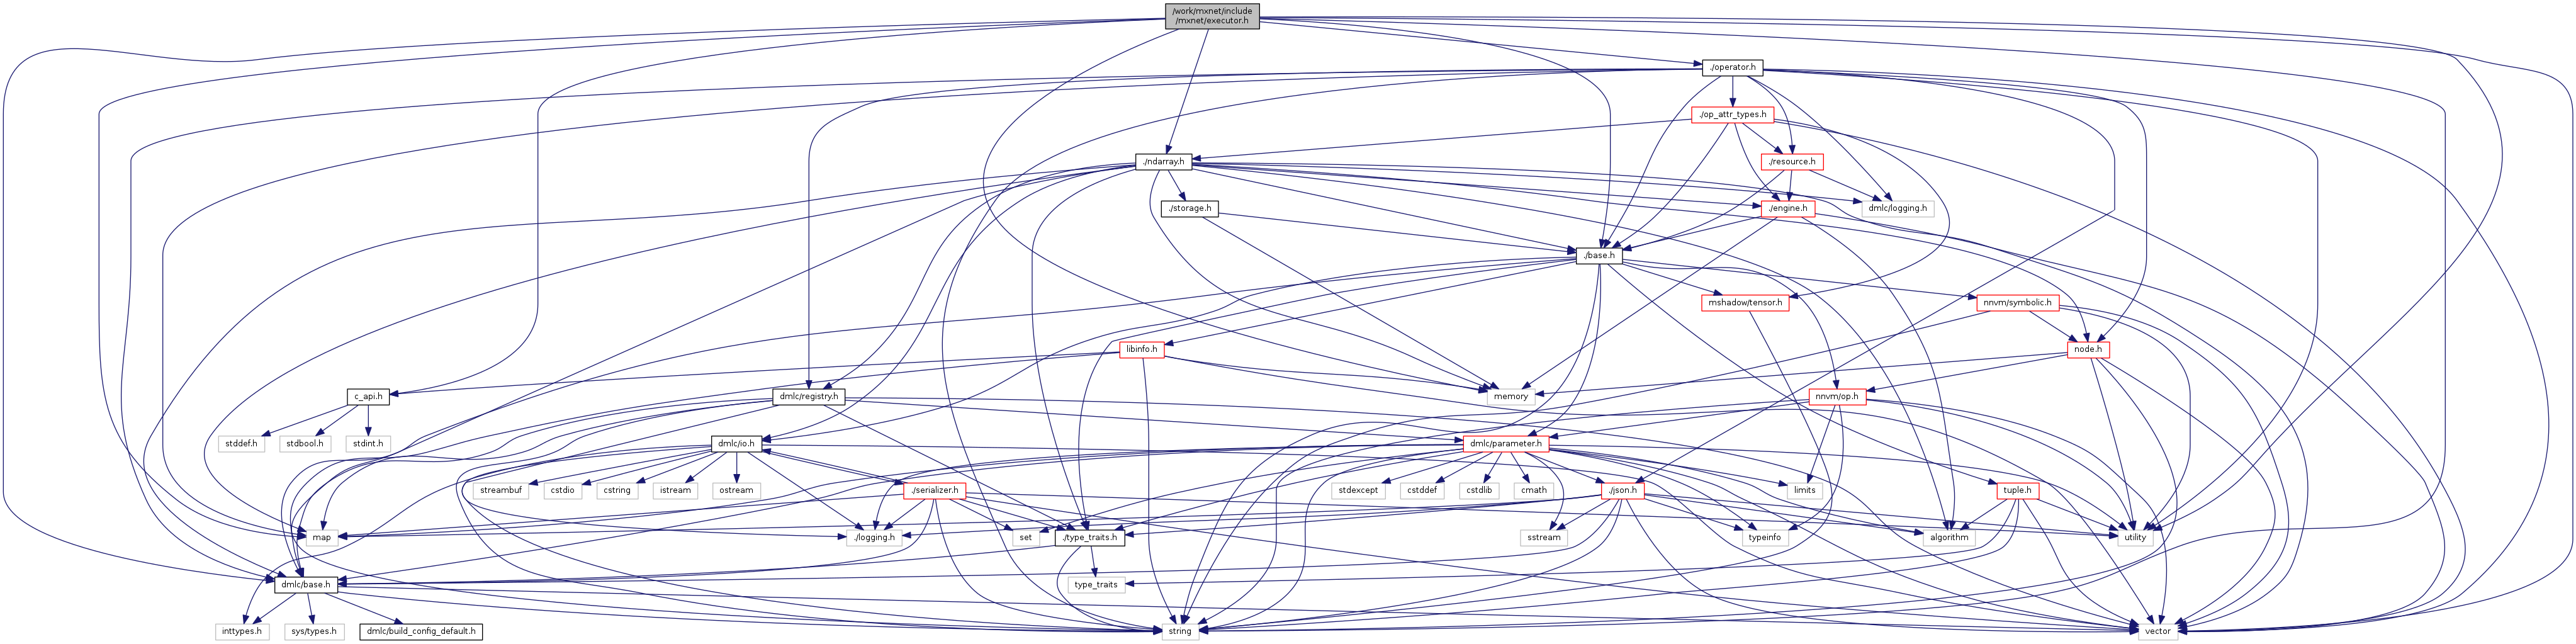 /work/mxnet/include
/mxnet/executor.h
./operator.h
./op_attr_types.h
./ndarray.h
./resource.h
./storage.h
./engine.h
dmlc/logging.h
./base.h
mshadow/tensor.h
nnvm/symbolic.h
libinfo.h
node.h
c_api.h
dmlc/registry.h
memory
nnvm/op.h
stddef.h
stdbool.h
stdint.h
dmlc/io.h
dmlc/parameter.h
streambuf
cstdio
cstring
istream
ostream
./serializer.h
stdexcept
cstddef
cstdlib
cmath
./json.h
limits
tuple.h
map
./logging.h
set
./type_traits.h
sstream
typeinfo
algorithm
utility
dmlc/base.h
type_traits
inttypes.h
sys/types.h
dmlc/build_config_default.h
string
vector